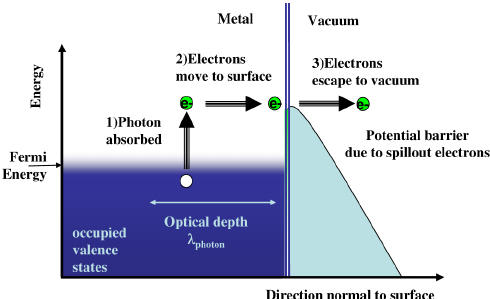 Metal
Vacuum
2)Electrons
move to surface
3)Electrons
escape to vacuum
Energy
e-
e-
e-
1)Photon
absorbed
Potential barrier
due to spillout electrons
Fermi
Energy
Optical depth
λphoton
occupied
valence
states
Direction normal to surface